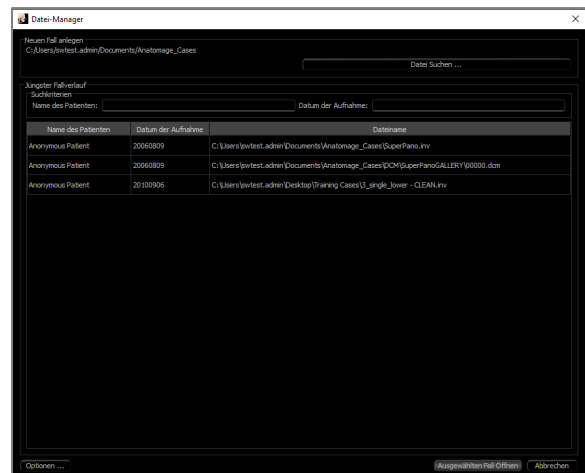 Datei-Manager
Neuen Fall anlegen
C:/Users/swtest.admin/Documents/Anatomage_Cases
Datei Suchen ...
Jüngster Fallverlauf
Suchkriterien
Name des Patienten: Datum der Aufnahme:
Name des Patienten Datum der Aufnahme Dateiname
Anonymous Patient 20060809 C:\Users\swtest.admin\Documents\Anatomage_Cases\SuperPano.inv
Anonymous Patient 20060809 C:\Users\swtest.admin\Documents\Anatomage_Cases\DCM\SuperPanoGALLERY\00000.dcm
Anonymous Patient 20100906 C:\Users\swtest.admin\Desktop\Training Cases\3_single_lower - CLEAN.inv
Optionen ... Ausgewählten Fall Öffnen Abbrechen